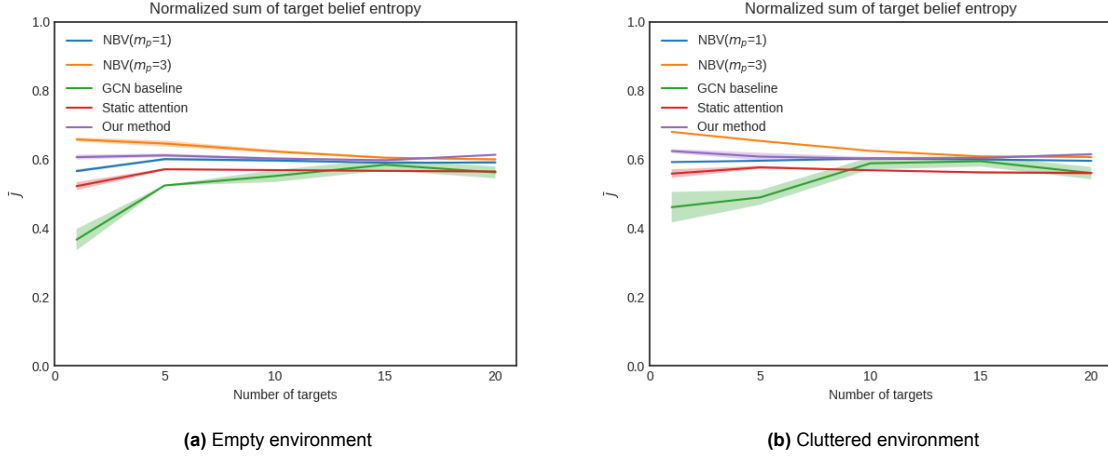 Normalized sum of target belief entropy
1.0
0.8
0.6
0.4
0.2
0.0
J̄
NBV(mₚ=1)
NBV(mₚ=3)
GCN baseline
Static attention
Our method
0 5 10 15 20
Number of targets
(a) Empty environment
Normalized sum of target belief entropy
1.0
0.8
0.6
0.4
0.2
0.0
J̄
NBV(mₚ=1)
NBV(mₚ=3)
GCN baseline
Static attention
Our method
0 5 10 15 20
Number of targets
(b) Cluttered environment